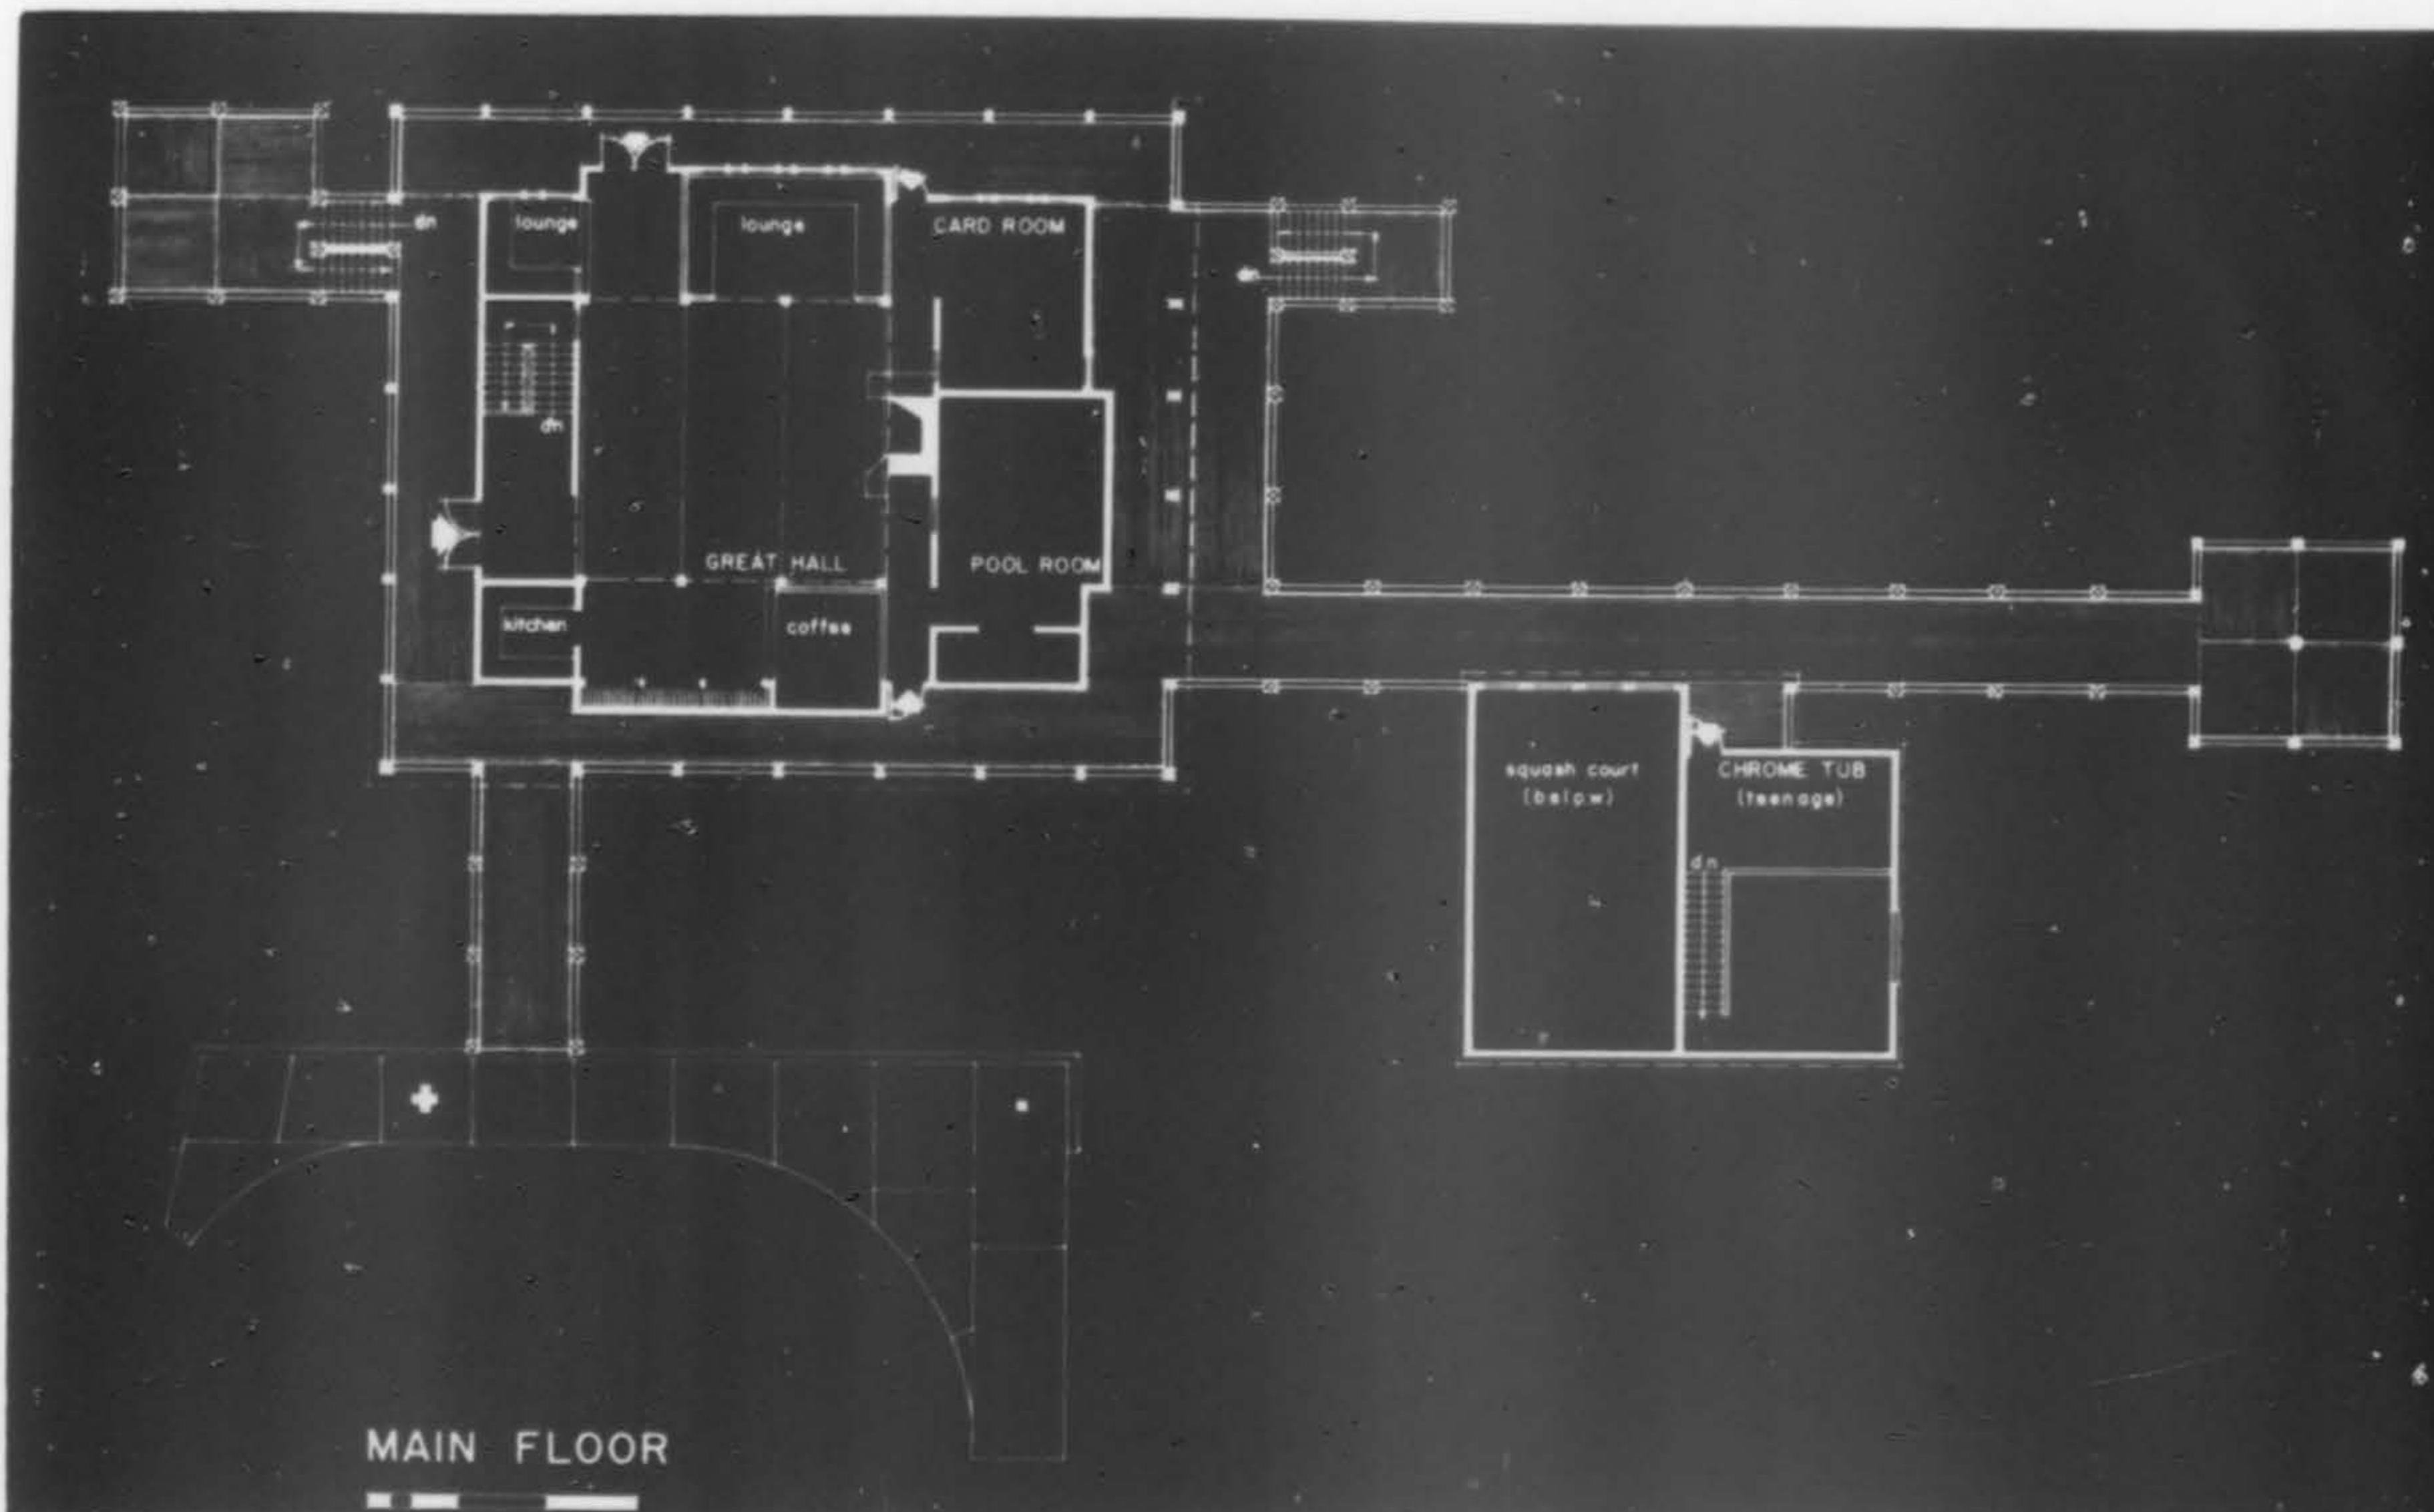 dn
lounge
lounge
CARD ROOM
dn
dn
GREAT HALL
POOL ROOM
kitchen
coffee
squash court
(below)
CHROME TUB
(teenage)
dn
MAIN FLOOR